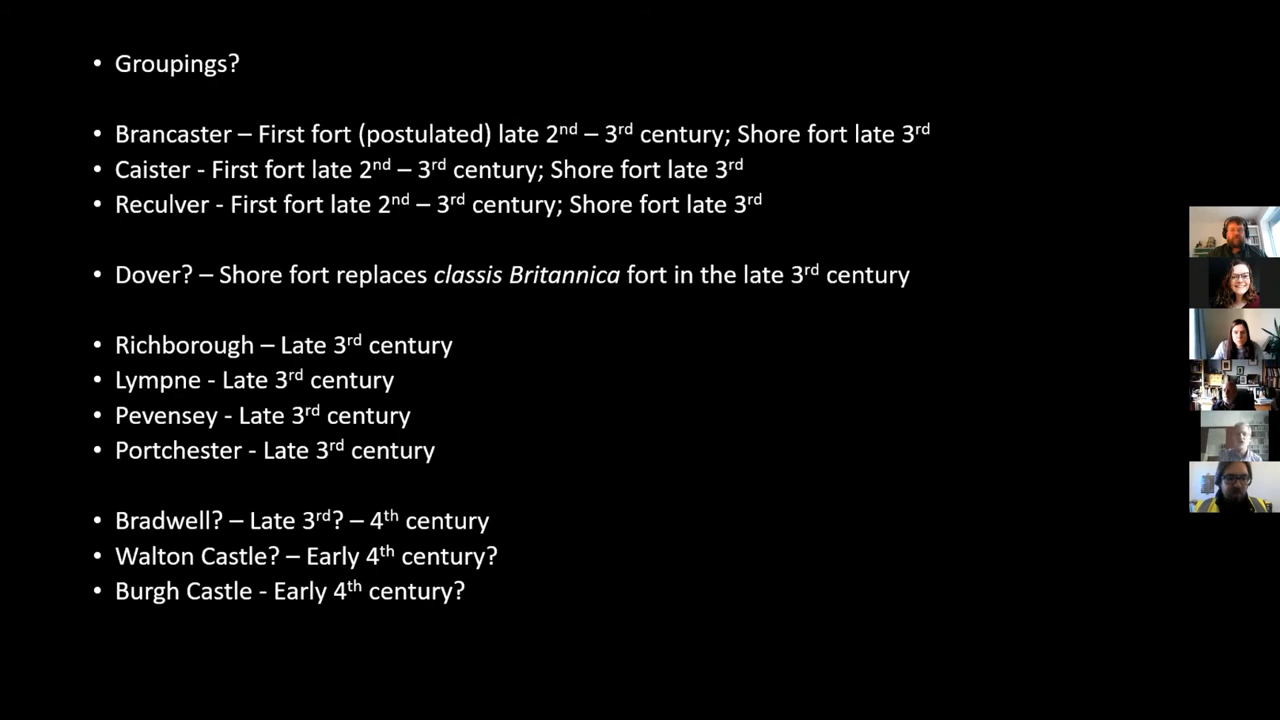 • Groupings?
• Brancaster – First fort (postulated) late 2nd – 3rd century; Shore fort late 3rd
• Caister - First fort late 2nd – 3rd century; Shore fort late 3rd
• Reculver - First fort late 2nd – 3rd century; Shore fort late 3rd
• Dover? – Shore fort replaces classis Britannica fort in the late 3rd century
• Richborough – Late 3rd century
• Lympne - Late 3rd century
• Pevensey - Late 3rd century
• Portchester - Late 3rd century
• Bradwell? – Late 3rd? – 4th century
• Walton Castle? – Early 4th century?
• Burgh Castle - Early 4th century?